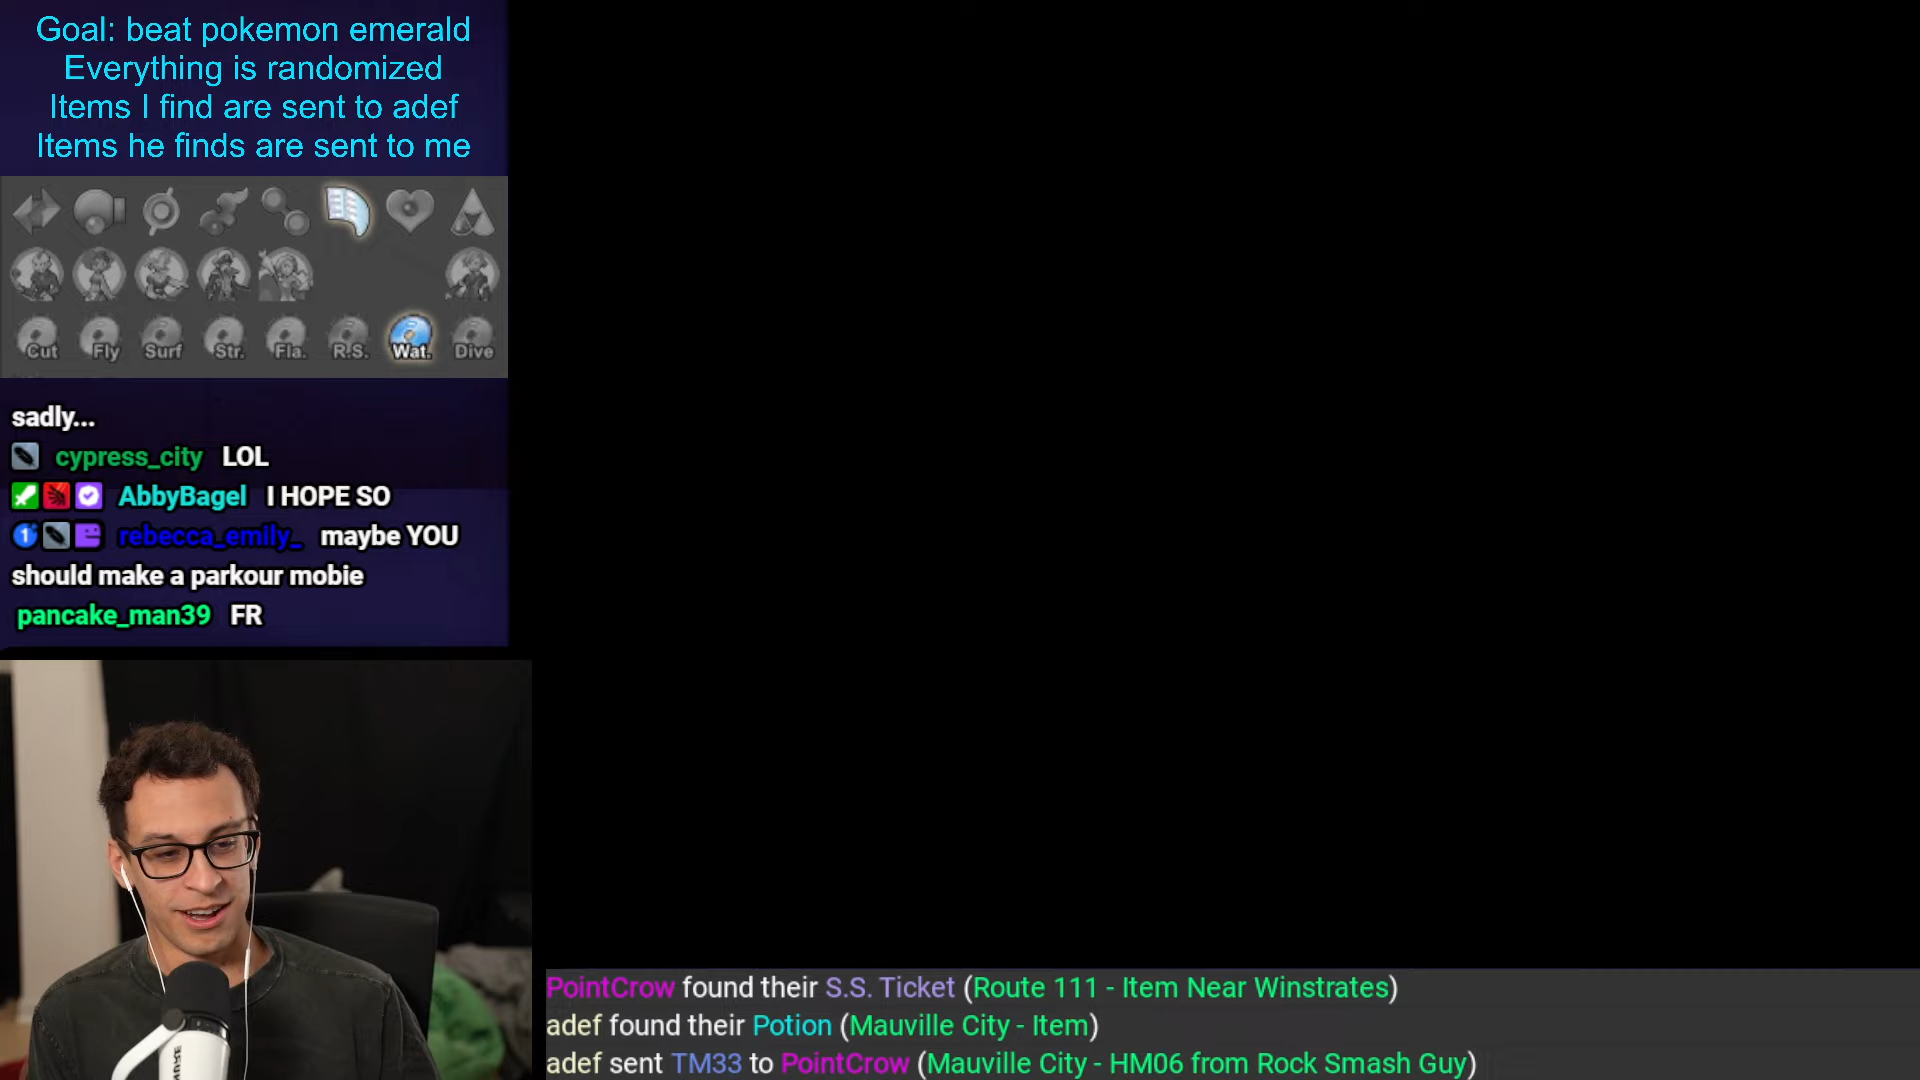 Goal: beat pokemon emerald
Everything is randomized
Items I find are sent to adef
Items he finds are sent to me
Cut Fly Surf Str. Fla. R.S. Wat. Dive
sadly...
cypress_city LOL
AbbyBagel I HOPE SO
1 rebecca_emily_ maybe YOU
should make a parkour mobie
pancake_man39 FR
PointCrow found their S.S. Ticket (Route 111 - Item Near Winstrates)
adef found their Potion (Mauville City - Item)
adef sent TM33 to PointCrow (Mauville City - HM06 from Rock Smash Guy)